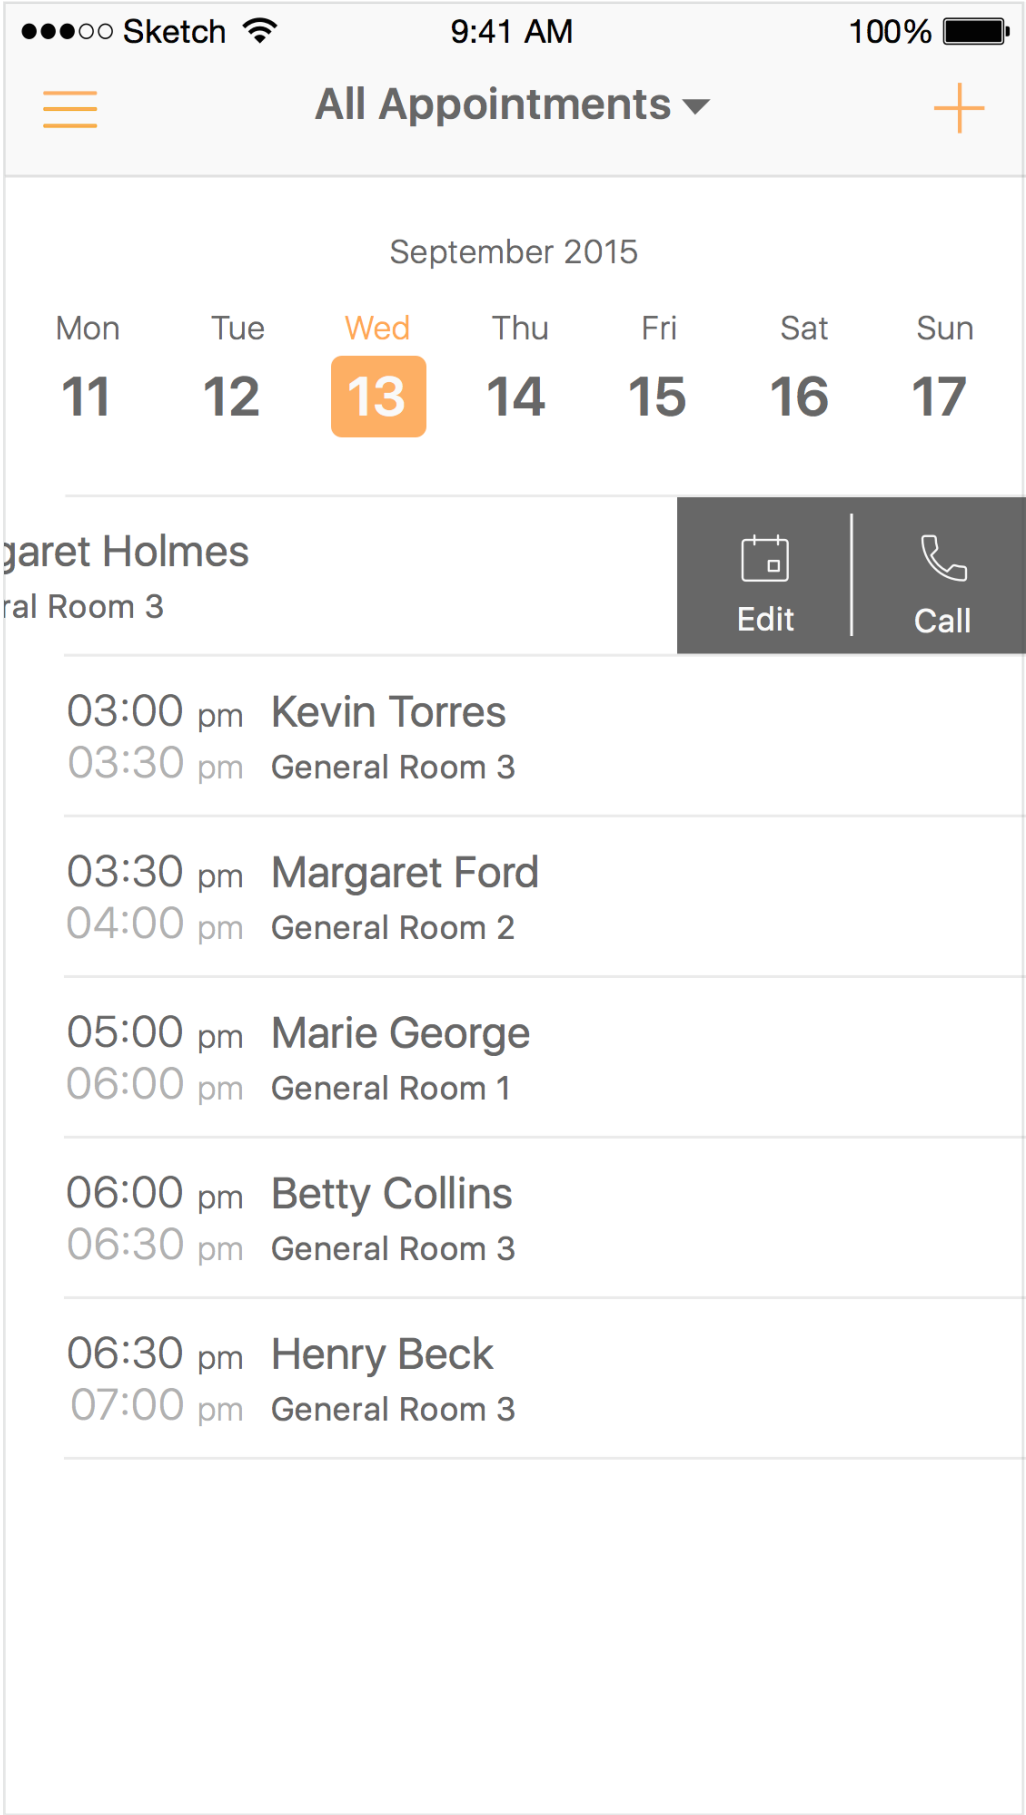 Sketch 9:41 AM 100%
All Appointments
September 2015
Mon Tue Wed Thu Fri Sat Sun
11 12 13 14 15 16 17
garet Holmes
ral Room 3
Edit Call
03:00 pm Kevin Torres
03:30 pm General Room 3
03:30 pm Margaret Ford
04:00 pm General Room 2
05:00 pm Marie George
06:00 pm General Room 1
06:00 pm Betty Collins
06:30 pm General Room 3
06:30 pm Henry Beck
07:00 pm General Room 3